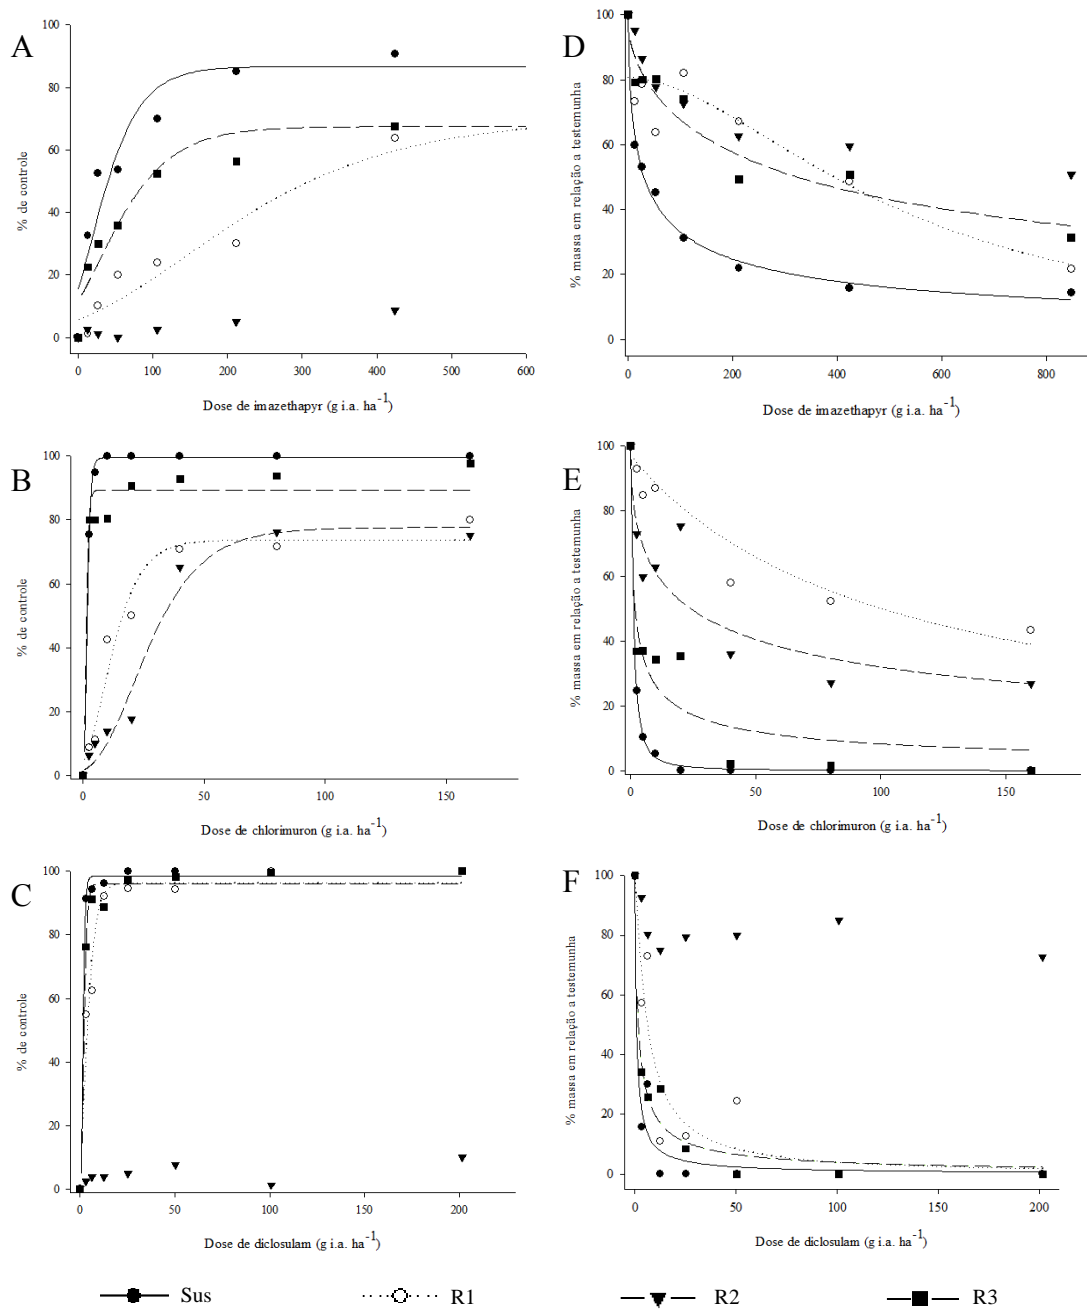 A
% de controle
100
80
60
40
20
0
0 100 200 300 400 500 600
Dose de imazethapyr (g i.a. ha-1)
D
% massa em relação a testemunha
100
80
60
40
20
0
0 200 400 600 800
Dose de imazethapyr (g i.a. ha-1)
B
% de controle
100
80
60
40
20
0
0 50 100 150
Dose de chlorimuron (g i.a. ha-1)
E
% massa em relação a testemunha
100
80
60
40
20
0
0 50 100 150
Dose de chlorimuron (g i.a. ha-1)
C
% de controle
100
80
60
40
20
0
0 50 100 150 200
Dose de diclosulam (g i.a. ha-1)
F
% massa em relação a testemunha
100
80
60
40
20
0
0 50 100 150 200
Dose de diclosulam (g i.a. ha-1)
Sus R1 R2 R3